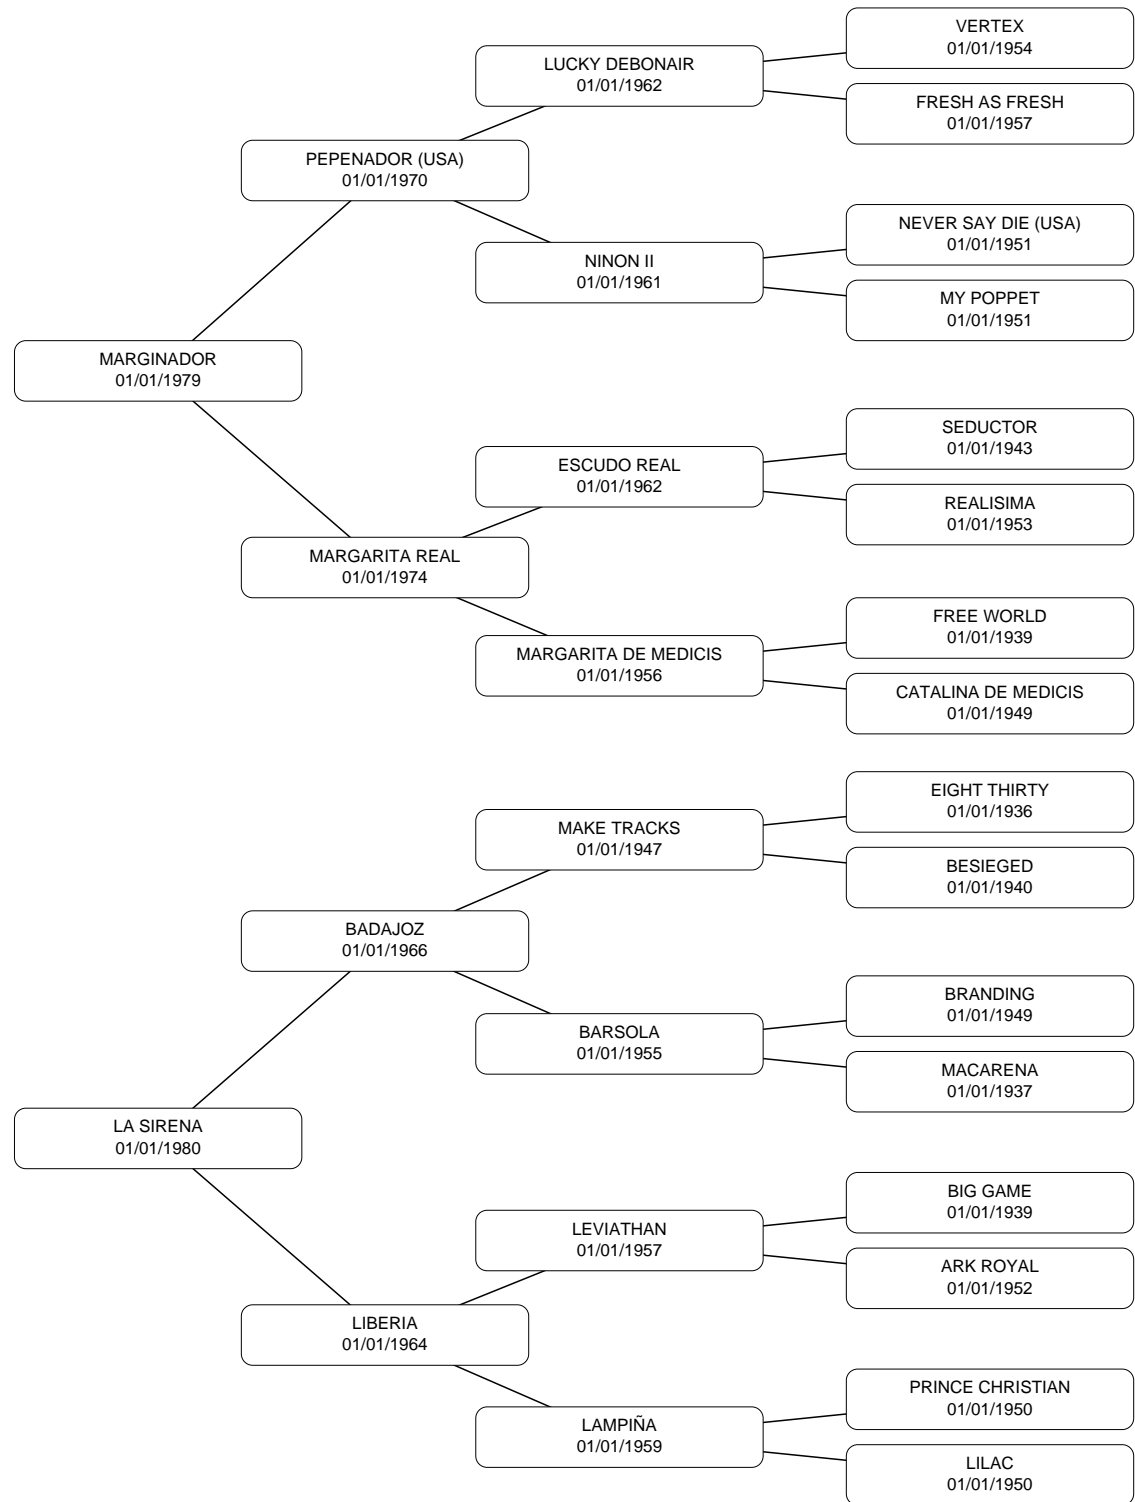 VERTEX
01/01/1954
LUCKY DEBONAIR
01/01/1962
FRESH AS FRESH
01/01/1957
PEPENADOR (USA)
01/01/1970
NEVER SAY DIE (USA)
01/01/1951
NINON II
01/01/1961
MY POPPET
01/01/1951
MARGINADOR
01/01/1979
SEDUCTOR
01/01/1943
ESCUDO REAL
01/01/1962
REALISIMA
01/01/1953
MARGARITA REAL
01/01/1974
FREE WORLD
01/01/1939
MARGARITA DE MEDICIS
01/01/1956
CATALINA DE MEDICIS
01/01/1949
EIGHT THIRTY
01/01/1936
MAKE TRACKS
01/01/1947
BESIEGED
01/01/1940
BADAJOZ
01/01/1966
BRANDING
01/01/1949
BARSOLA
01/01/1955
MACARENA
01/01/1937
LA SIRENA
01/01/1980
BIG GAME
01/01/1939
LEVIATHAN
01/01/1957
ARK ROYAL
01/01/1952
LIBERIA
01/01/1964
PRINCE CHRISTIAN
01/01/1950
LAMPIÑA
01/01/1959
LILAC
01/01/1950